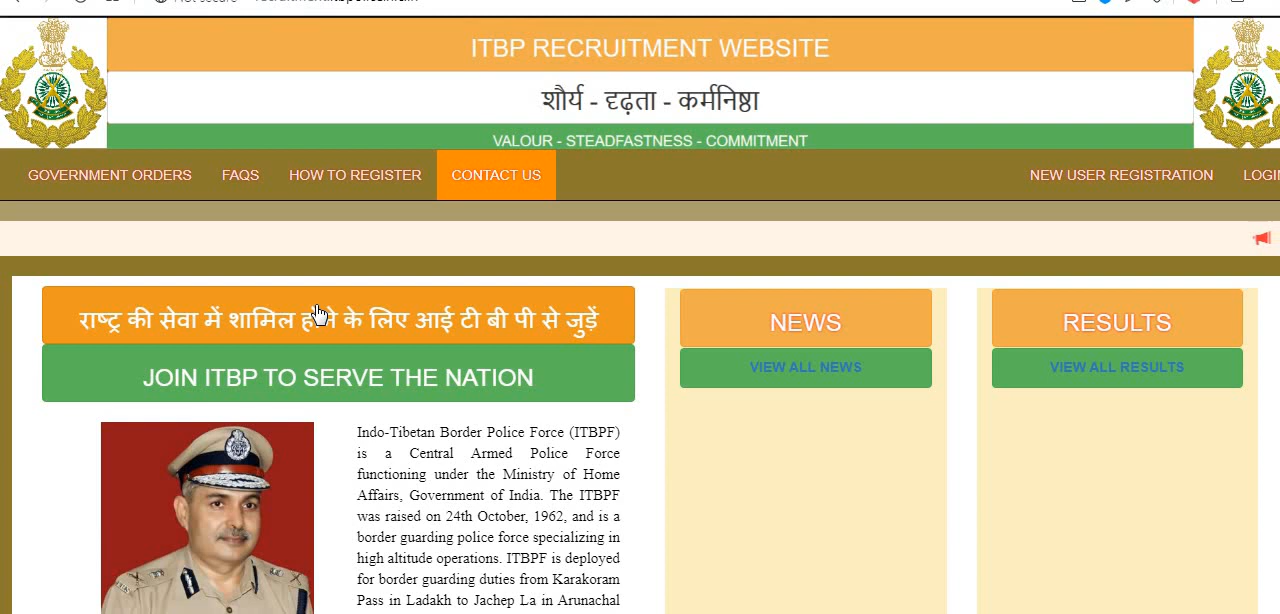 ITBP RECRUITMENT WEBSITE
शौर्य - दृढ़ता - कर्मनिष्ठा
VALOUR - STEADFASTNESS - COMMITMENT
GOVERNMENT ORDERS FAQS HOW TO REGISTER CONTACT US NEW USER REGISTRATION
राष्ट्र की सेवा में शामिल के लिए आई टी बी पी से जुड़ें
JOIN ITBP TO SERVE THE NATION
NEWS
VIEW ALL NEWS
RESULTS
VIEW ALL RESULTS
Indo-Tibetan Border Police Force (ITBPF)
is a Central Armed Police Force
functioning under the Ministry of Home
Affairs, Government of India. The ITBPF
was raised on 24th October, 1962, and is a
border guarding police force specializing in
high altitude operations. ITBPF is deployed
for border guarding duties from Karakoram
Pass in Ladakh to Jachep La in Arunachal